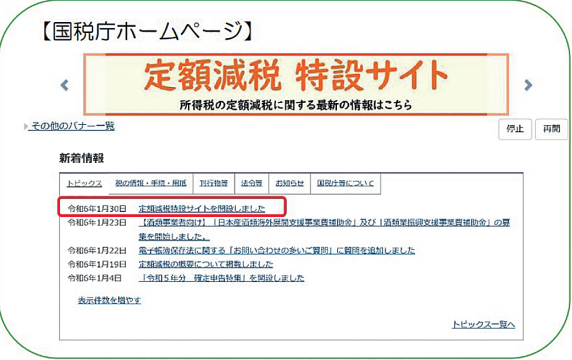 【国税庁ホームページ】
定額減税 特設サイト
所得税の定額減税に関する最新の情報はこちら
その他のバナー一覧
停止 再開
新着情報
トピックス 税の情報・手続・用紙 刊行物等 法令等 お知らせ 国税庁等について
令和6年1月30日 定額減税特設サイトを開設しました
令和6年1月23日 【酒類事業者向け】「日本産酒類海外展開支援事業費補助金」及び「酒類業振興支援事業費補助金」の募
集を開始しました。
令和6年1月22日 電子帳簿保存法に関する「お問い合わせの多いご質問」に質問を追加しました
令和6年1月19日 定額減税の概要について掲載しました
令和6年1月4日 「令和5年分 確定申告特集」を開設しました
表示件数を増やす
トピックス一覧へ